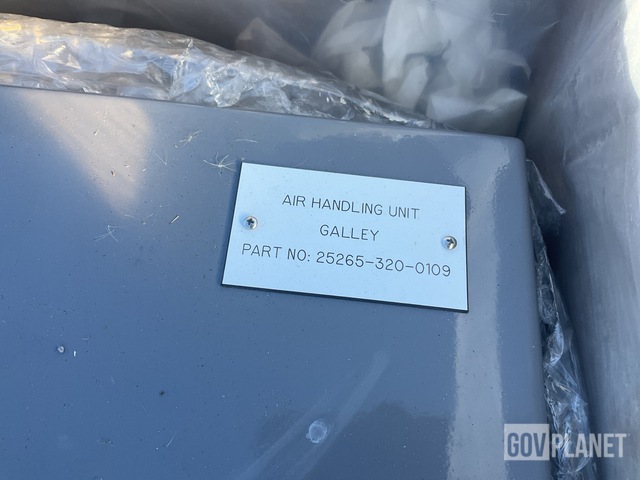 AIR HANDLING UNIT
GALLEY
PART NO: 25265-320-0109
GOVPLANET